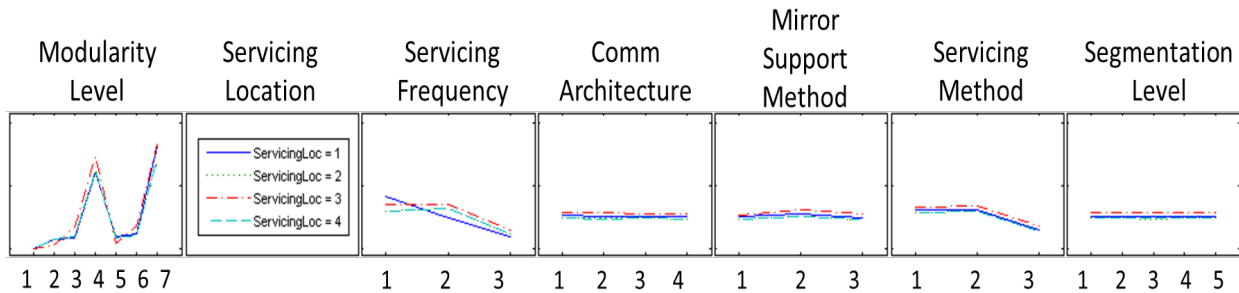 Modularity
Level
Servicing
Location
Servicing
Frequency
Comm
Architecture
Mirror
Support
Method
Servicing
Method
Segmentation
Level
ServicingLoc = 1
ServicingLoc = 2
ServicingLoc = 3
ServicingLoc = 4
1 2 3 4 5 6 7
1 2 3
1 2 3 4
1 2 3
1 2 3
1 2 3 4 5